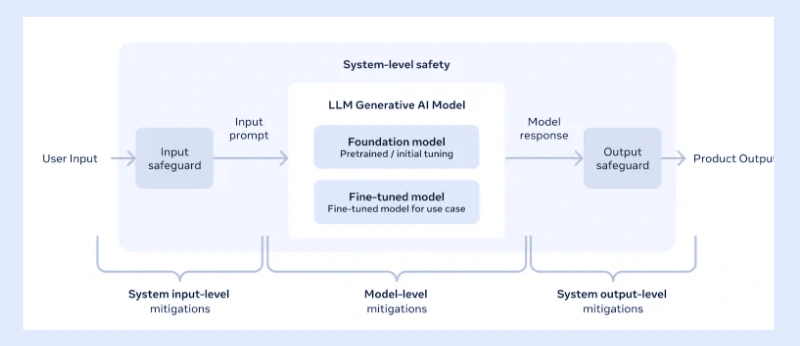 System-level safety
LLM Generative AI Model
Input
prompt
Model
response
Foundation model
Pretrained / initial tuning
User Input
Input
safeguard
Output
safeguard
Product Outpu
Fine-tuned model
Fine-tuned model for use case
System input-level
mitigations
Model-level
mitigations
System output-level
mitigations